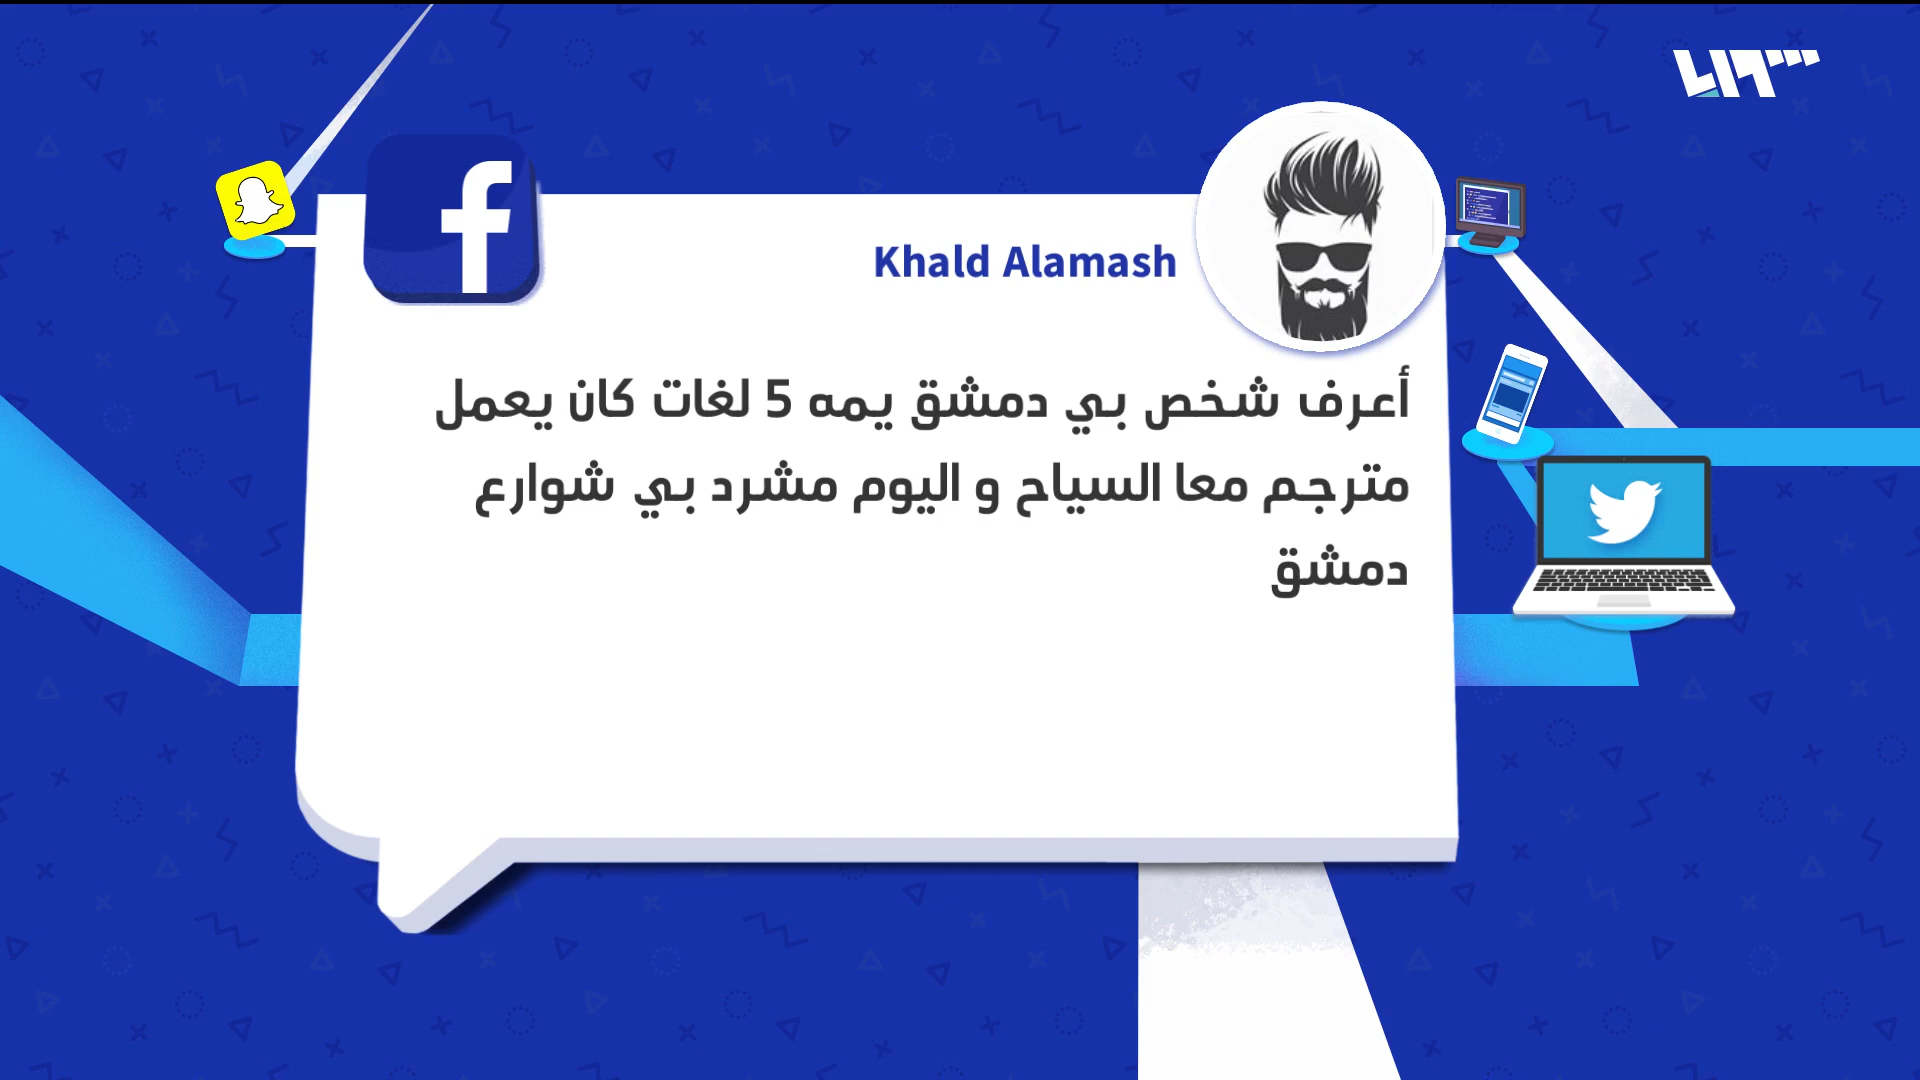 Khald Alamash
أعرف شخص بي دمشق يمه 5 لغات كان يعمل
مترجم معا السياح و اليوم مشرد بي شوارع
دمشق